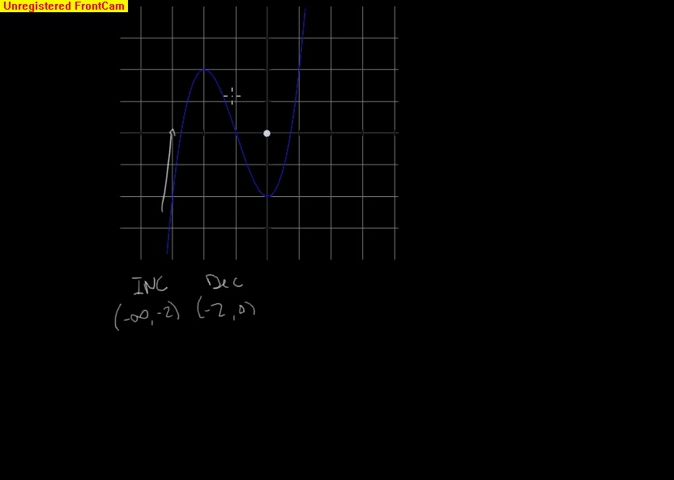 Unregistered FrontCam
INC Dec
(-∞,-2) (-2,0)